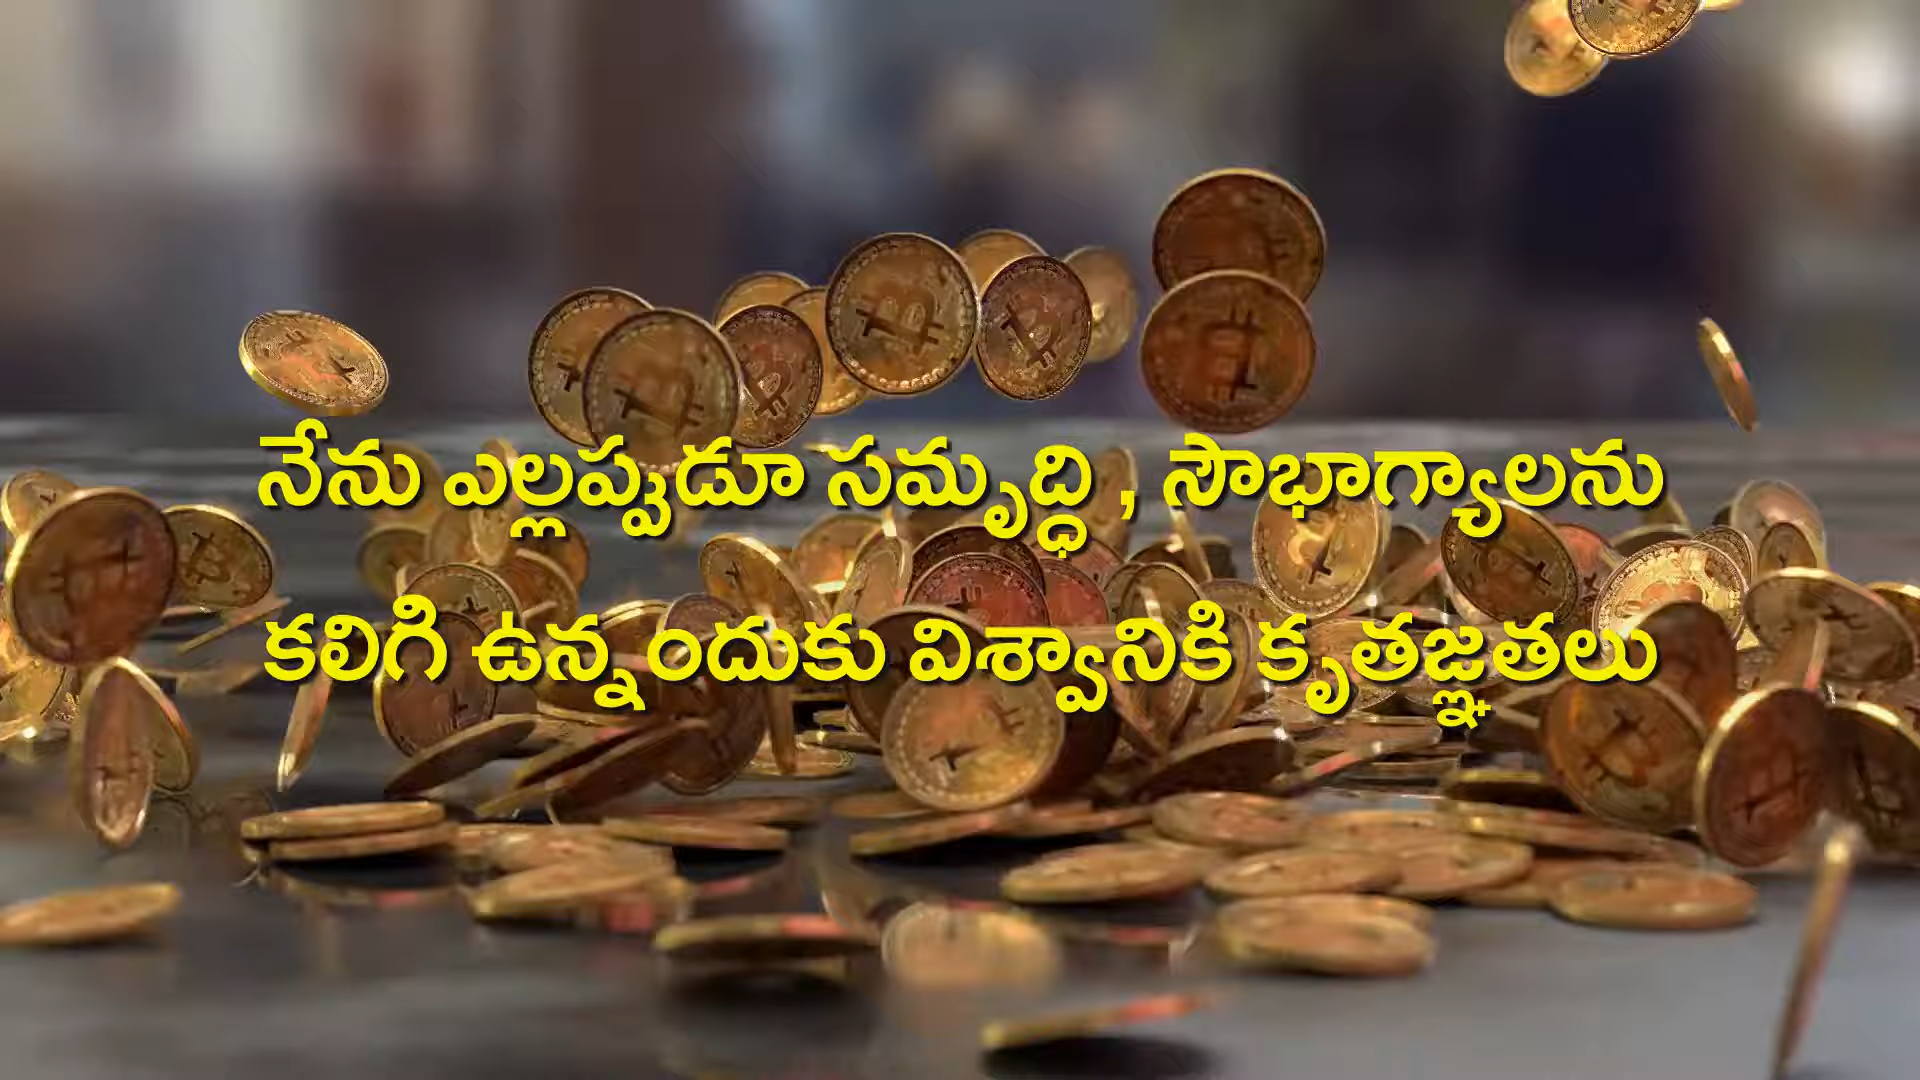 నేను ఎల్లప్పుడూ సమృద్ధి , సౌభాగ్యాలను
కలిగి ఉన్నందుకు విశ్వానికి కృతజ్ఞతలు